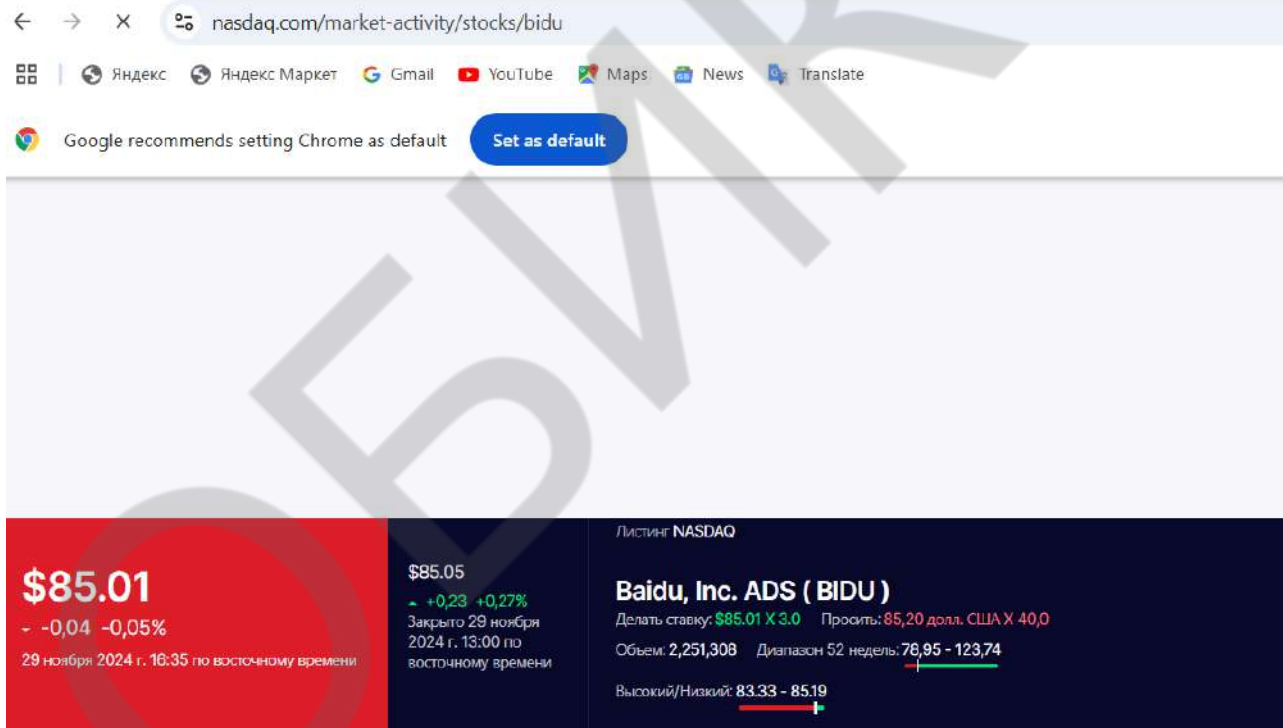 nasdaq.com/market-activity/stocks/bidu
Яндекс Яндекс Маркет Gmail YouTube Maps News Translate
Google recommends setting Chrome as default Set as default
ОБИК
Листинг NASDAQ
$85.01
-0,04 -0,05%
29 ноября 2024 г. 16:35 по восточному времени
$85.05
+0,23 +0,27%
Закрыто 29 ноября
2024 г. 13:00 по
восточному времени
Baidu, Inc. ADS ( BIDU )
Делать ставку: $85.01 X 3.0 Просить: 85,20 долл. США X 40,0
Объем: 2,251,308 Диапазон 52 недель: 78,95 - 123,74
Высокий/Низкий: 83.33 - 85.19